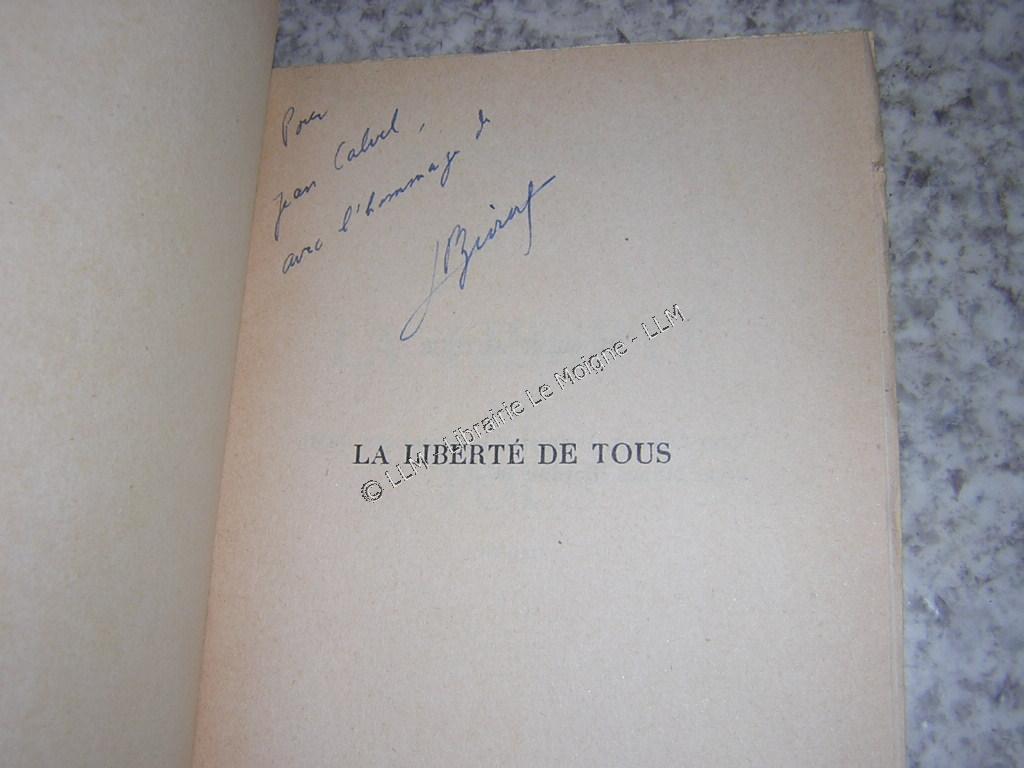 Pour
Jean Calvel,
avec l'hommage de
LA LIBERTÉ DE TOUS
© LLM - Librairie Le Moigne - LLM